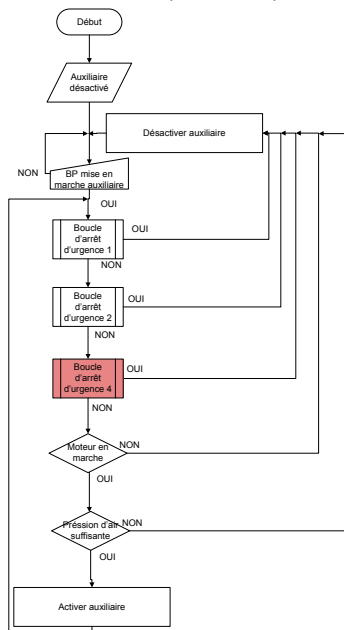 Début
Auxiliaire
désactivé
Désactiver auxiliaire
NON
BP mise en
marche auxiliaire
OUI
Boucle
d'arrêt
d'urgence 1
OUI
NON
Boucle
d'arrêt
d'urgence 2
OUI
NON
Boucle
d'arrêt
d'urgence 4
OUI
NON
Moteur en
marche
NON
OUI
Préssion d'air
suffisante
NON
OUI
Activer auxiliaire